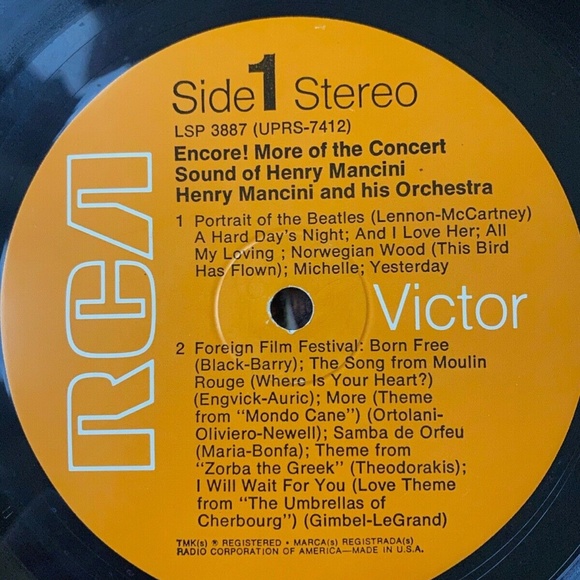 Side 1 Stereo
LSP 3887 (UPRS-7412)
Encore! More of the Concert
Sound of Henry Mancini
Henry Mancini and his Orchestra
1 Portrait of the Beatles (Lennon-McCartney)
A Hard Day's Night; And I Love Her; All
My Loving; Norwegian Wood (This Bird
Has Flown); Michelle; Yesterday
RCA
Victor
2 Foreign Film Festival: Born Free
(Black-Barry); The Song from Moulin
Rouge (Where Is Your Heart?)
(Engvick-Auric); More (Theme
from "Mondo Cane") (Ortolani-
Oliviero-Newell); Samba de Orfeu
(Maria-Bonfa); Theme from
"Zorba the Greek" (Theodorakis);
I Will Wait For You (Love Theme
from "The Umbrellas of
Cherbourg") (Gimbel-LeGrand)
TMK(s) ® REGISTERED • MARCA(s) REGISTRADA(s)
RADIO CORPORATION OF AMERICA—MADE IN U.S.A.